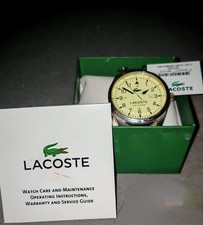 LACOSTE
LACOSTE
WATCH CARE AND MAINTENANCE
OPERATING INSTRUCTIONS,
WARRANTY AND SERVICE GUIDE